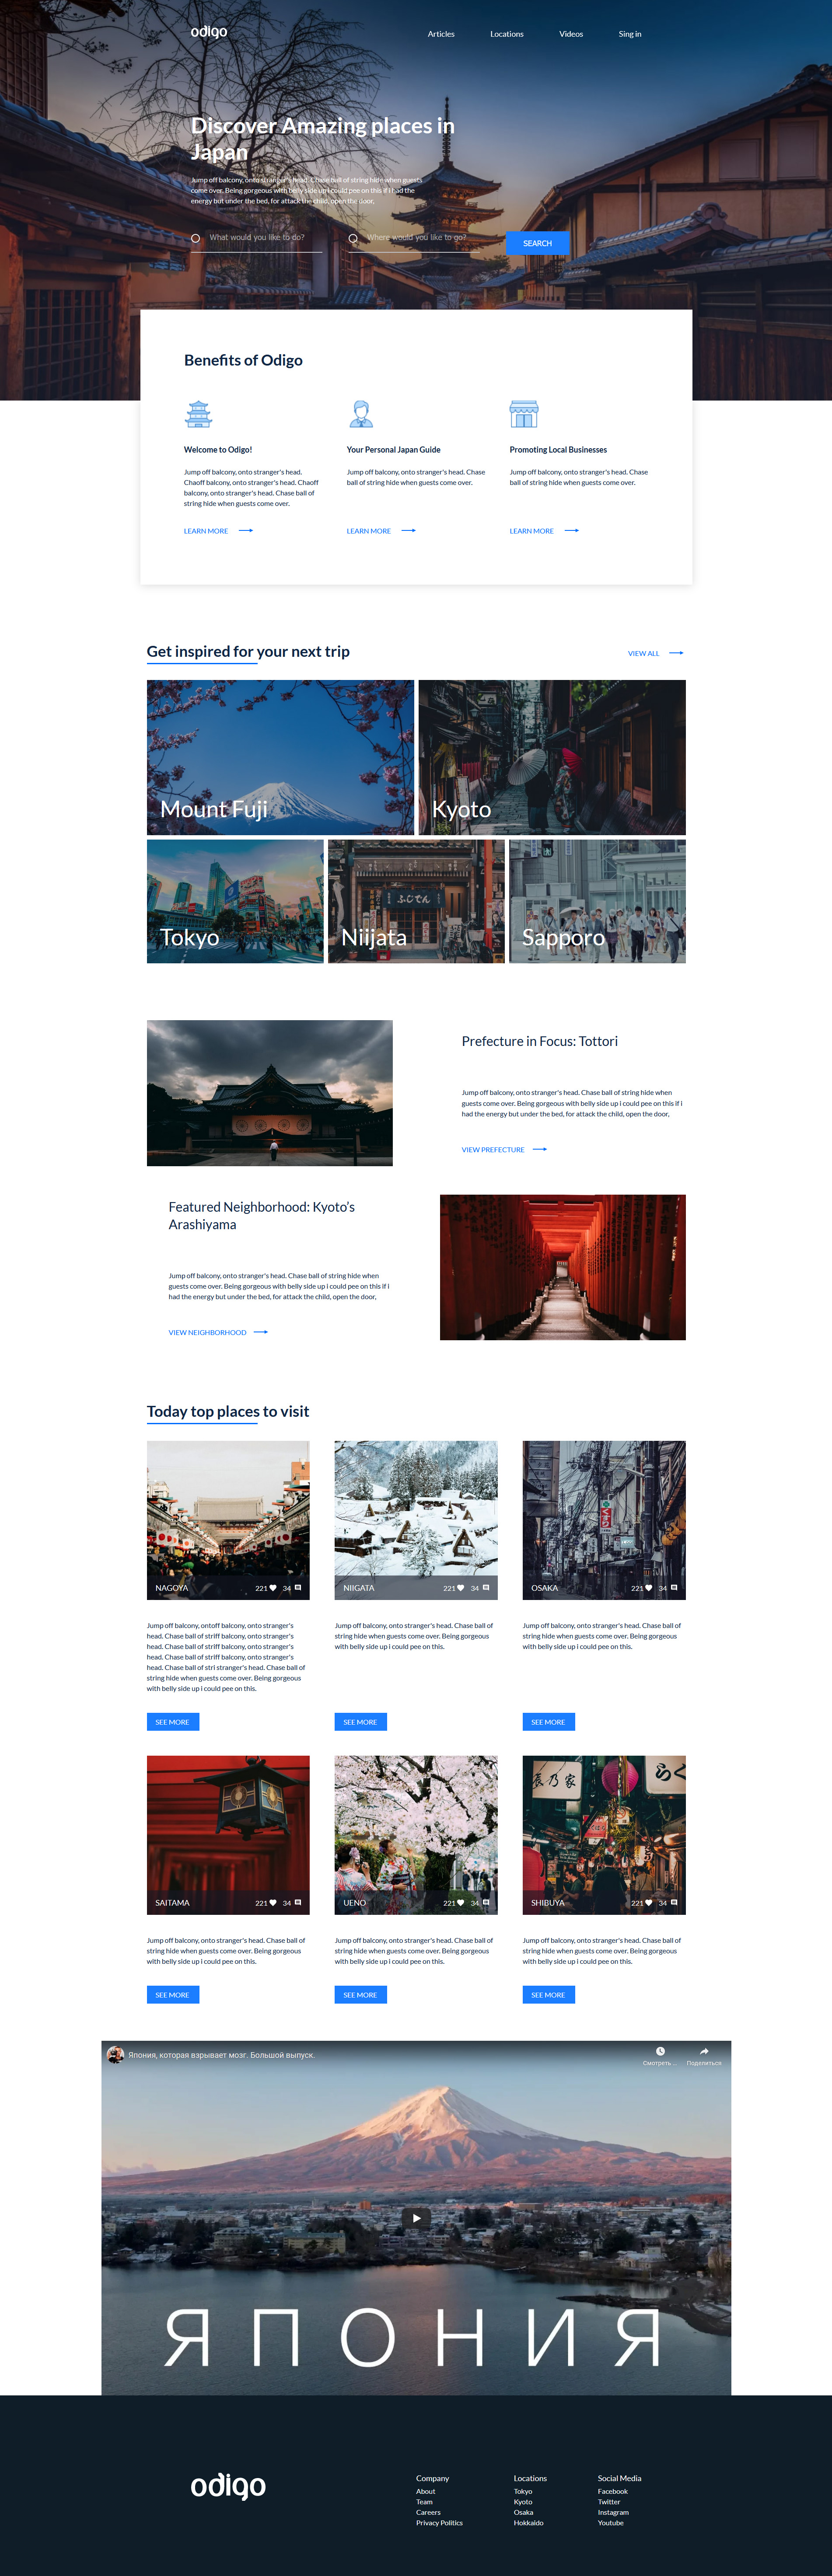 odigo
Articles
Locations
Videos
Sing in
Discover Amazing places in
Japan
Jump off balcony, onto stranger's head. Chase ball of string hide when guests
come over. Being gorgeous with belly side up i could pee on this if i had the
energy but under the bed, for attack the child, open the door,
What would you like to do?
Where would you like to go?
SEARCH
Benefits of Odigo
Welcome to Odigo!
Jump off balcony, onto stranger's head.
Chaoff balcony, onto stranger's head. Chaoff
balcony, onto stranger's head. Chase ball of
string hide when guests come over.
LEARN MORE
Your Personal Japan Guide
Jump off balcony, onto stranger's head. Chase
ball of string hide when guests come over.
LEARN MORE
Promoting Local Businesses
Jump off balcony, onto stranger's head. Chase
ball of string hide when guests come over.
LEARN MORE
Get inspired for your next trip
VIEW ALL
Mount Fuji
Kyoto
Tokyo
ふじでん
Niijata
Sapporo
Prefecture in Focus: Tottori
Jump off balcony, onto stranger's head. Chase ball of string hide when
guests come over. Being gorgeous with belly side up i could pee on this if i
had the energy but under the bed, for attack the child, open the door,
VIEW PREFECTURE
Featured Neighborhood: Kyoto's
Arashiyama
Jump off balcony, onto stranger's head. Chase ball of string hide when
guests come over. Being gorgeous with belly side up i could pee on this if i
had the energy but under the bed, for attack the child, open the door,
VIEW NEIGHBORHOOD
Today top places to visit
NAGOYA 221 34
Jump off balcony, ontoff balcony, onto stranger's
head. Chase ball of striff balcony, onto stranger's
head. Chase ball of striff balcony, onto stranger's
head. Chase ball of striff balcony, onto stranger's
head. Chase ball of stri stranger's head. Chase ball of
string hide when guests come over. Being gorgeous
with belly side up i could pee on this.
SEE MORE
NIIGATA 221 34
Jump off balcony, onto stranger's head. Chase ball of
string hide when guests come over. Being gorgeous
with belly side up i could pee on this.
SEE MORE
くすり
OSAKA 221 34
Jump off balcony, onto stranger's head. Chase ball of
string hide when guests come over. Being gorgeous
with belly side up i could pee on this.
SEE MORE
SAITAMA 221 34
Jump off balcony, onto stranger's head. Chase ball of
string hide when guests come over. Being gorgeous
with belly side up i could pee on this.
SEE MORE
UENO 221 34
Jump off balcony, onto stranger's head. Chase ball of
string hide when guests come over. Being gorgeous
with belly side up i could pee on this.
SEE MORE
乃家
らく
SHIBUYA 221 34
Jump off balcony, onto stranger's head. Chase ball of
string hide when guests come over. Being gorgeous
with belly side up i could pee on this.
SEE MORE
Япония, которая взрывает мозг. Большой выпуск.
Смотреть ...
Поделиться
ЯПОНИЯ
odigo
Company
About
Team
Careers
Privacy Politics
Locations
Tokyo
Kyoto
Osaka
Hokkaido
Social Media
Facebook
Twitter
Instagram
Youtube